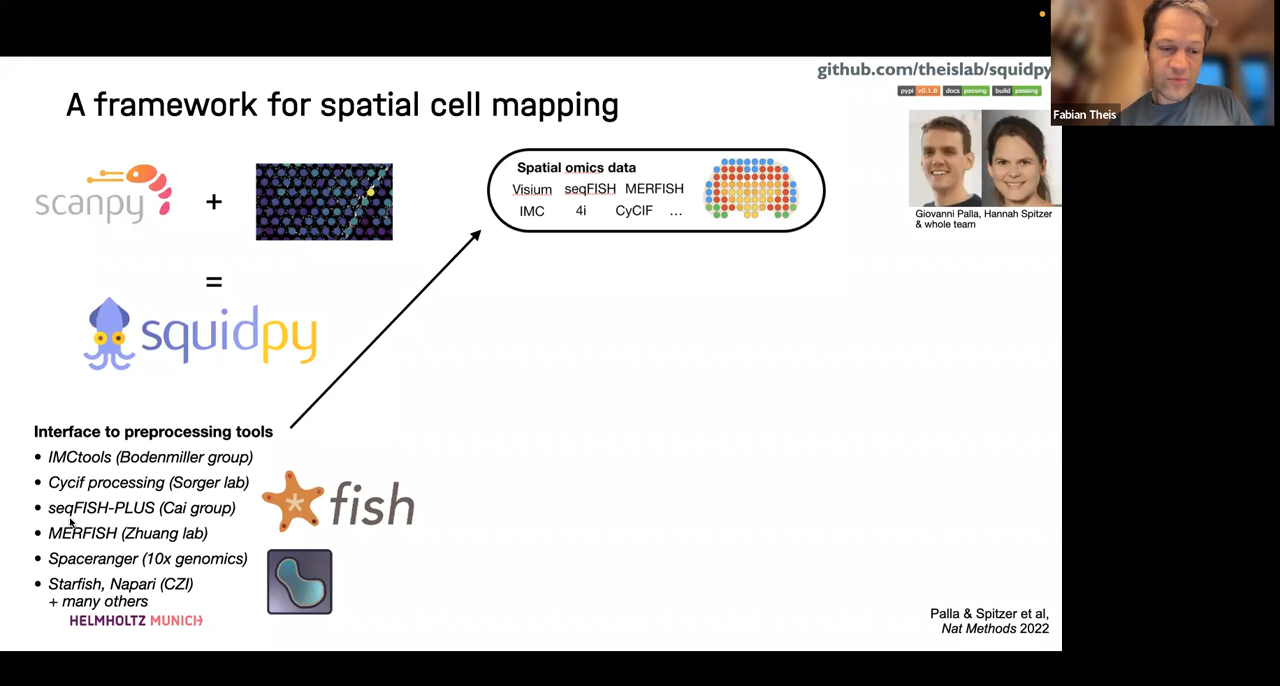 github.com/theislab/squidpy
pypi v0.1.8 docs passing build passing
Fabian Theis
A framework for spatial cell mapping
scanpy
+
=
squidpy
Spatial omics data
Visium seqFISH MERFISH
IMC 4i CyCIF ...
Giovanni Palla, Hannah Spitzer
& whole team
Interface to preprocessing tools
• IMCtools (Bodenmiller group)
• Cycif processing (Sorger lab)
• seqFISH-PLUS (Cai group)
• MERFISH (Zhuang lab)
• Spaceranger (10x genomics)
• Starfish, Napari (CZI)
+ many others
fish
HELMHOLTZ MUNICH
Palla & Spitzer et al,
Nat Methods 2022